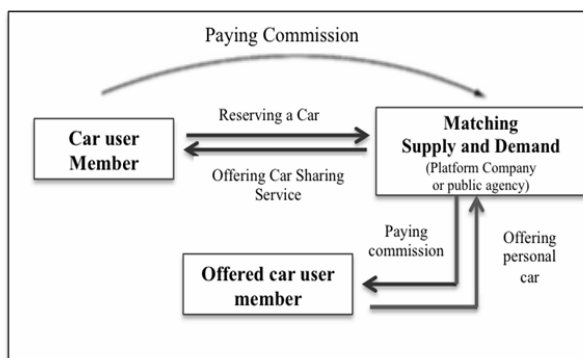 Paying Commission
Car user
Member
Reserving a Car
Offering Car Sharing
Service
Matching
Supply and Demand
(Platform Company
or public agency)
Paying
commission
Offering
personal
car
Offered car user
member